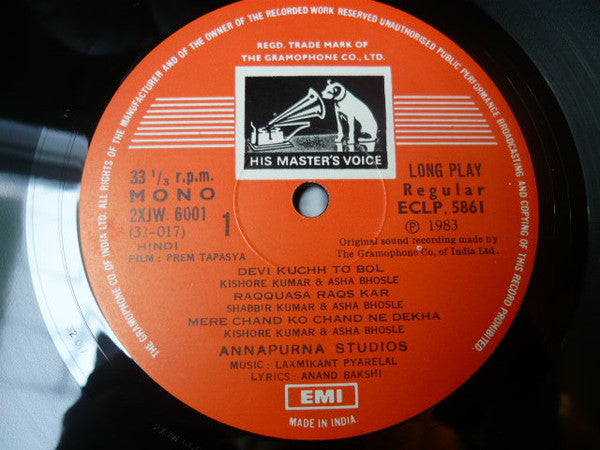 THE GRAMOPHONE CO OF INDIA LTD. ALL RIGHTS OF THE MANUFACTURER AND OF THE OWNER OF THE RECORDED WORK RESERVED UNAUTHORISED PUBLIC PERFORMANCE BROADCASTING AND COPYING OF THIS RECORD PROHIBITED.
REGD. TRADE MARK OF
THE GRAMOPHONE CO., LTD.
HIS MASTER'S VOICE
33 1/3 r.p.m.
MONO
2XJW. 6001
1
(31-017)
HINDI
FILM : PREM TAPASYA
LONG PLAY
Regular
ECLP. 5861
Ⓟ 1983
Original sound recording made by
The Gramophone Co, of India Ltd.
DEVI KUCHH TO BOL
KISHORE KUMAR & ASHA BHOSLE
RAQQUASA RAQS KAR
SHABBIR KUMAR & ASHA BHOSLE
MERE CHAND KO CHAND NE DEKHA
KISHORE KUMAR & ASHA BHOSLE
ANNAPURNA STUDIOS
MUSIC : LAXMIKANT PYARELAL
LYRICS : ANAND BAKSHI
EMI
MADE IN INDIA.